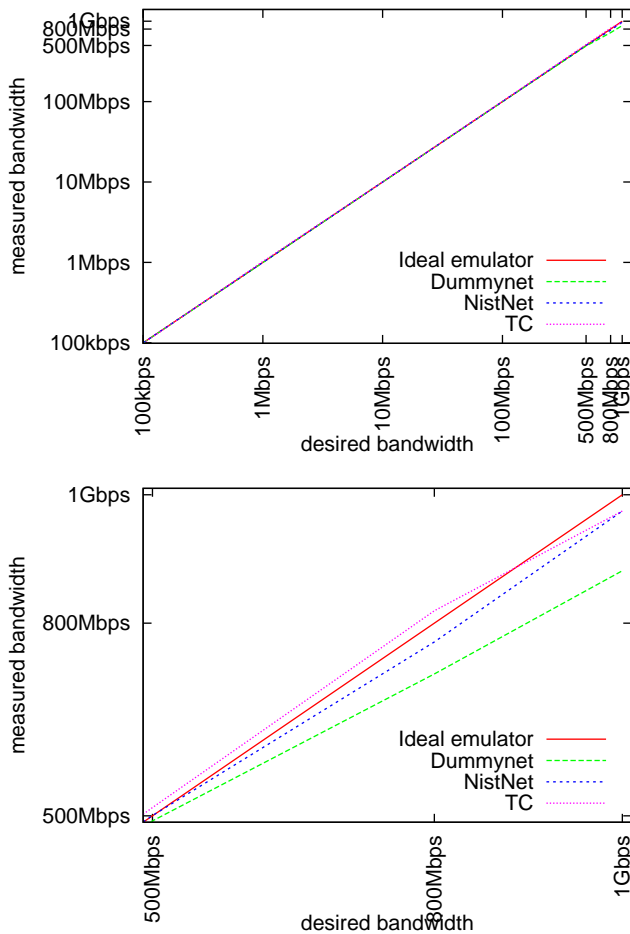 1Gbps
800Mbps
500Mbps
100Mbps
10Mbps
1Mbps
100kbps
measured bandwidth
Ideal emulator
Dummynet
NistNet
TC
100kbps
1Mbps
10Mbps
100Mbps
500Mbps
800Mbps
1Gbps
desired bandwidth
1Gbps
800Mbps
500Mbps
measured bandwidth
Ideal emulator
Dummynet
NistNet
TC
500Mbps
800Mbps
1Gbps
desired bandwidth